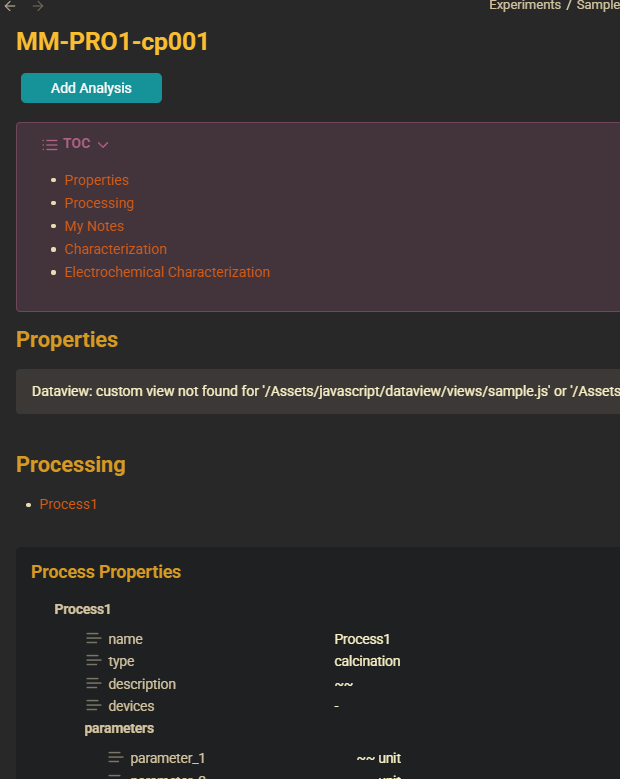 Experiments / Sample
MM-PRO1-cp001
Add Analysis
TOC
Properties
Processing
My Notes
Characterization
Electrochemical Characterization
Properties
Dataview: custom view not found for '/Assets/javascript/dataview/views/sample.js' or '/Assets
Processing
Process1
Process Properties
Process1
name Process1
type calcination
description ~~
devices -
parameters
parameter_1 ~~ unit